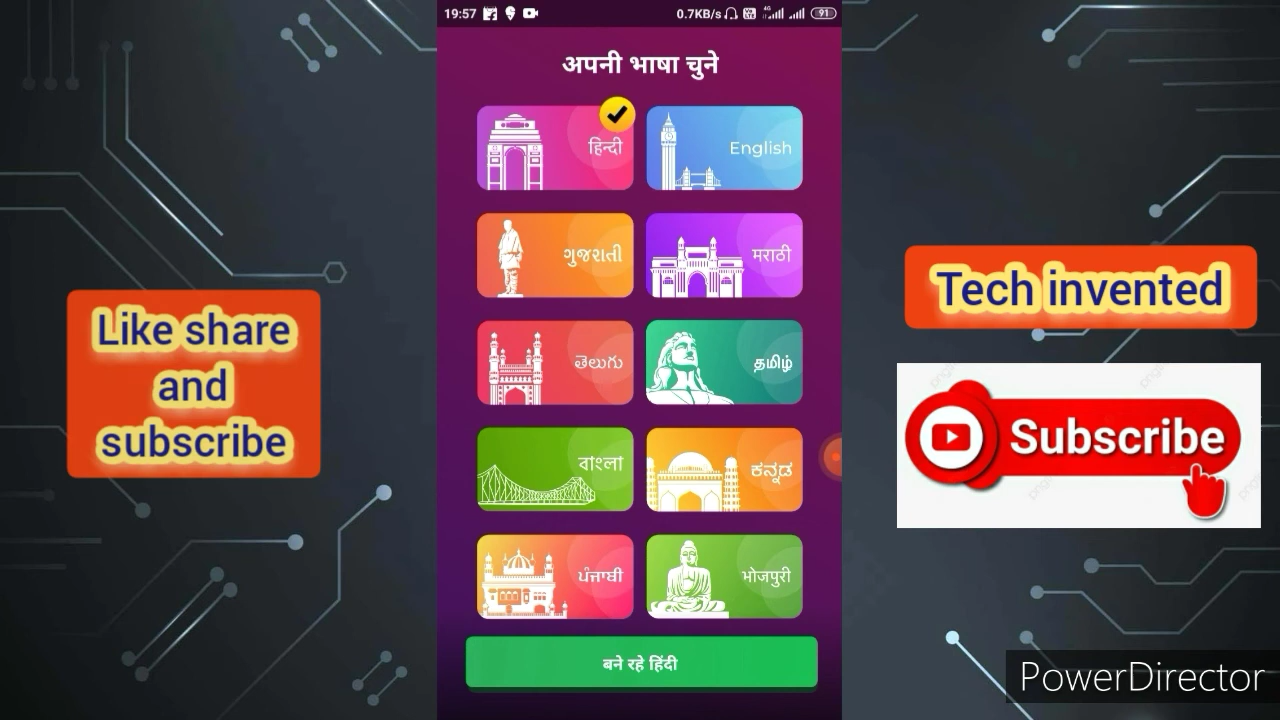 19:57
0.7KB/s
4G
91
अपनी भाषा चुने
हिन्दी
English
ગુજરાતી
मराठी
తెలుగు
தமிழ்
বাংলা
ಕನ್ನಡ
ਪੰਜਾਬੀ
भोजपुरी
बने रहे हिंदी
Like share
and
subscribe
Tech invented
Subscribe
PowerDirector